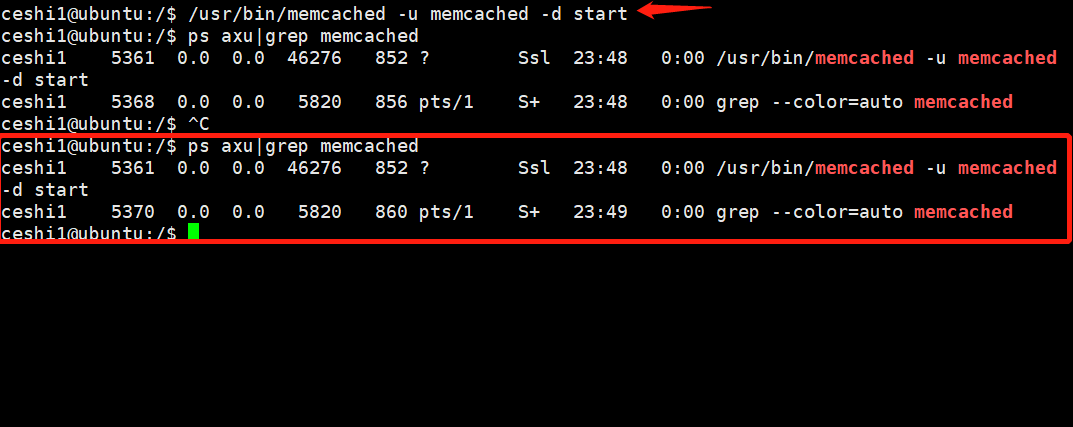 ceshi1@ubuntu:/$ /usr/bin/memcached -u memcached -d start
ceshi1@ubuntu:/$ ps axu|grep memcached
ceshi1    5361  0.0  0.0  46276   852 ?        Ssl  23:48   0:00 /usr/bin/memcached -u memcached
-d start
ceshi1    5368  0.0  0.0   5820   856 pts/1    S+   23:48   0:00 grep --color=auto memcached
ceshi1@ubuntu:/$ ^C
ceshi1@ubuntu:/$ ps axu|grep memcached
ceshi1    5361  0.0  0.0  46276   852 ?        Ssl  23:48   0:00 /usr/bin/memcached -u memcached
-d start
ceshi1    5370  0.0  0.0   5820   860 pts/1    S+   23:49   0:00 grep --color=auto memcached
ceshi1@ubuntu:/$